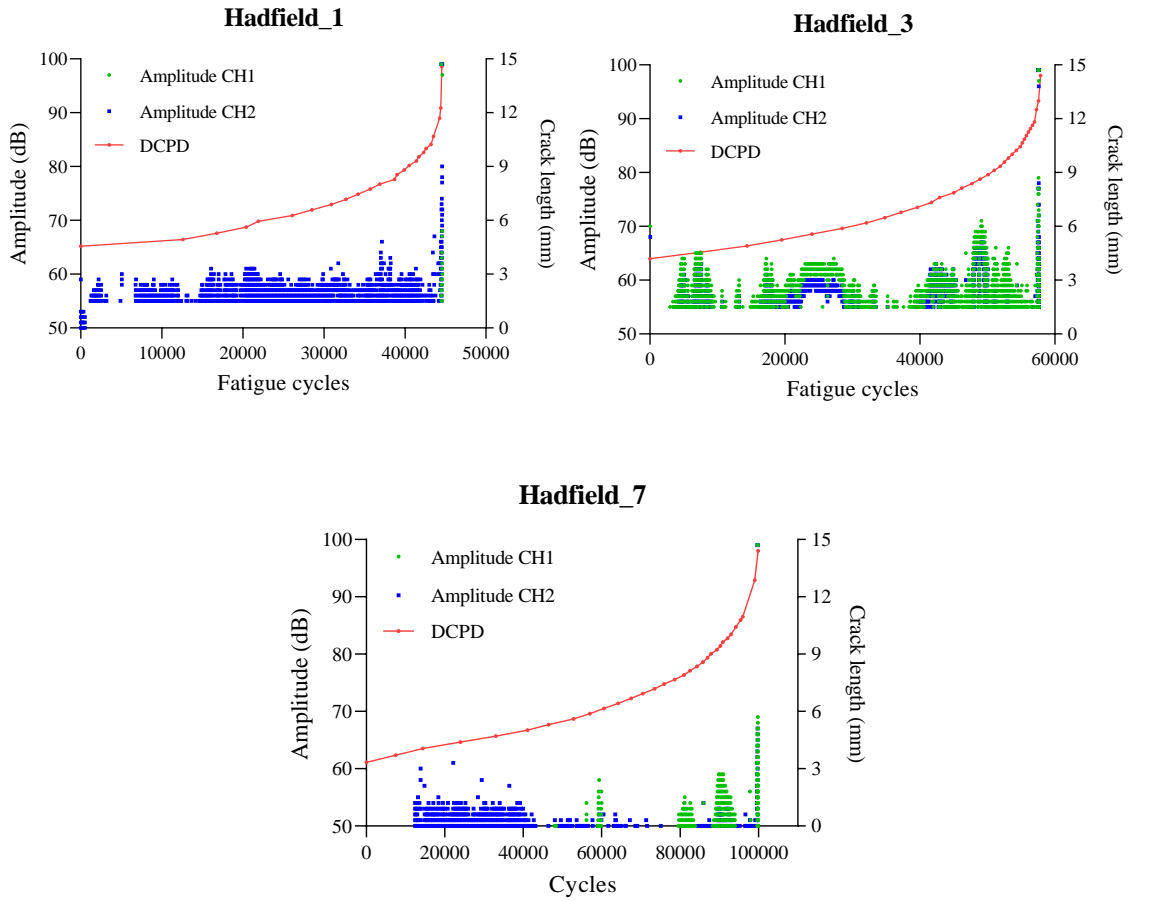 Hadfield_1
Amplitude (dB)
100
90
80
70
60
50
Amplitude CH1
Amplitude CH2
DCPD
15
12
9
6
3
0
Crack length (mm)
0 10000 20000 30000 40000 50000
Fatigue cycles
Hadfield_3
Amplitude (dB)
100
90
80
70
60
50
Amplitude CH1
Amplitude CH2
DCPD
15
12
9
6
3
0
Crack length (mm)
0 20000 40000 60000
Fatigue cycles
Hadfield_7
Amplitude (dB)
100
90
80
70
60
50
Amplitude CH1
Amplitude CH2
DCPD
15
12
9
6
3
0
Crack length (mm)
0 20000 40000 60000 80000 100000
Cycles